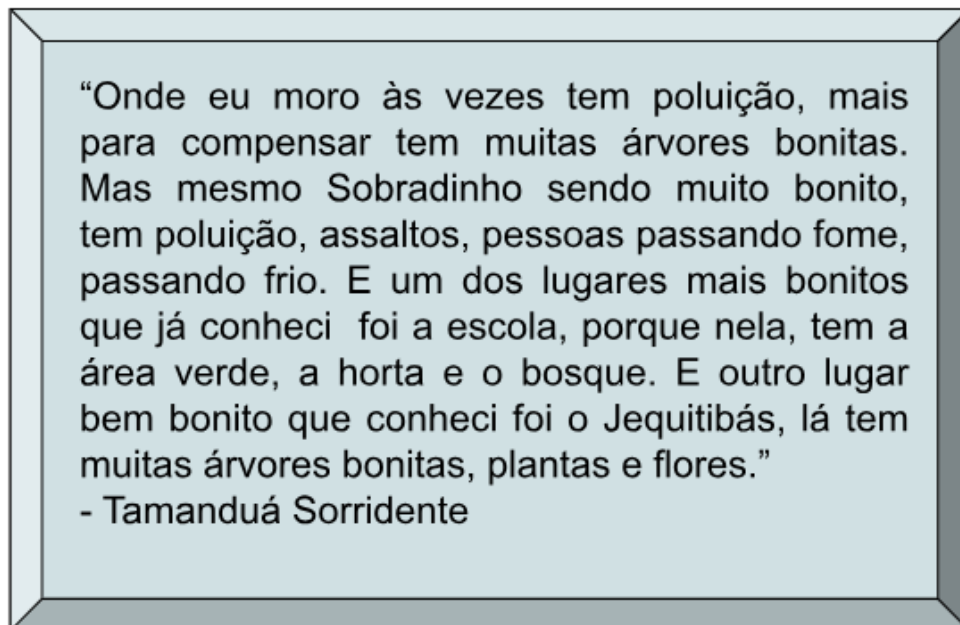 “Onde eu moro às vezes tem poluição, mais
para compensar tem muitas árvores bonitas.
Mas mesmo Sobradinho sendo muito bonito,
tem poluição, assaltos, pessoas passando fome,
passando frio. E um dos lugares mais bonitos
que já conheci  foi a escola, porque nela, tem a
área verde, a horta e o bosque. E outro lugar
bem bonito que conheci foi o Jequitibás, lá tem
muitas árvores bonitas, plantas e flores.”
- Tamanduá Sorridente